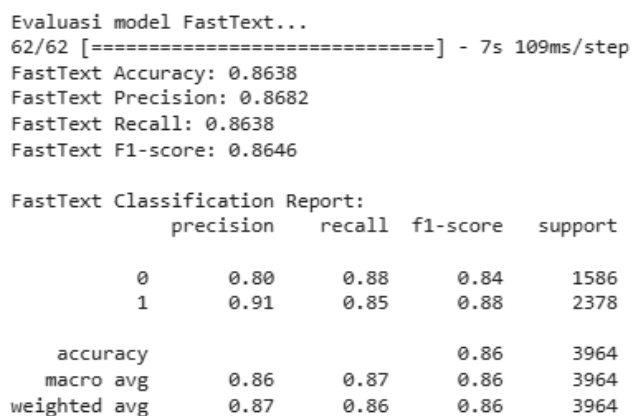 Evaluasi model FastText...
62/62 [==============================] - 7s 109ms/step
FastText Accuracy: 0.8638
FastText Precision: 0.8682
FastText Recall: 0.8638
FastText F1-score: 0.8646
FastText Classification Report:
precision recall f1-score support
0 0.80 0.88 0.84 1586
1 0.91 0.85 0.88 2378
accuracy 0.86 3964
macro avg 0.86 0.87 0.86 3964
weighted avg 0.87 0.86 0.86 3964